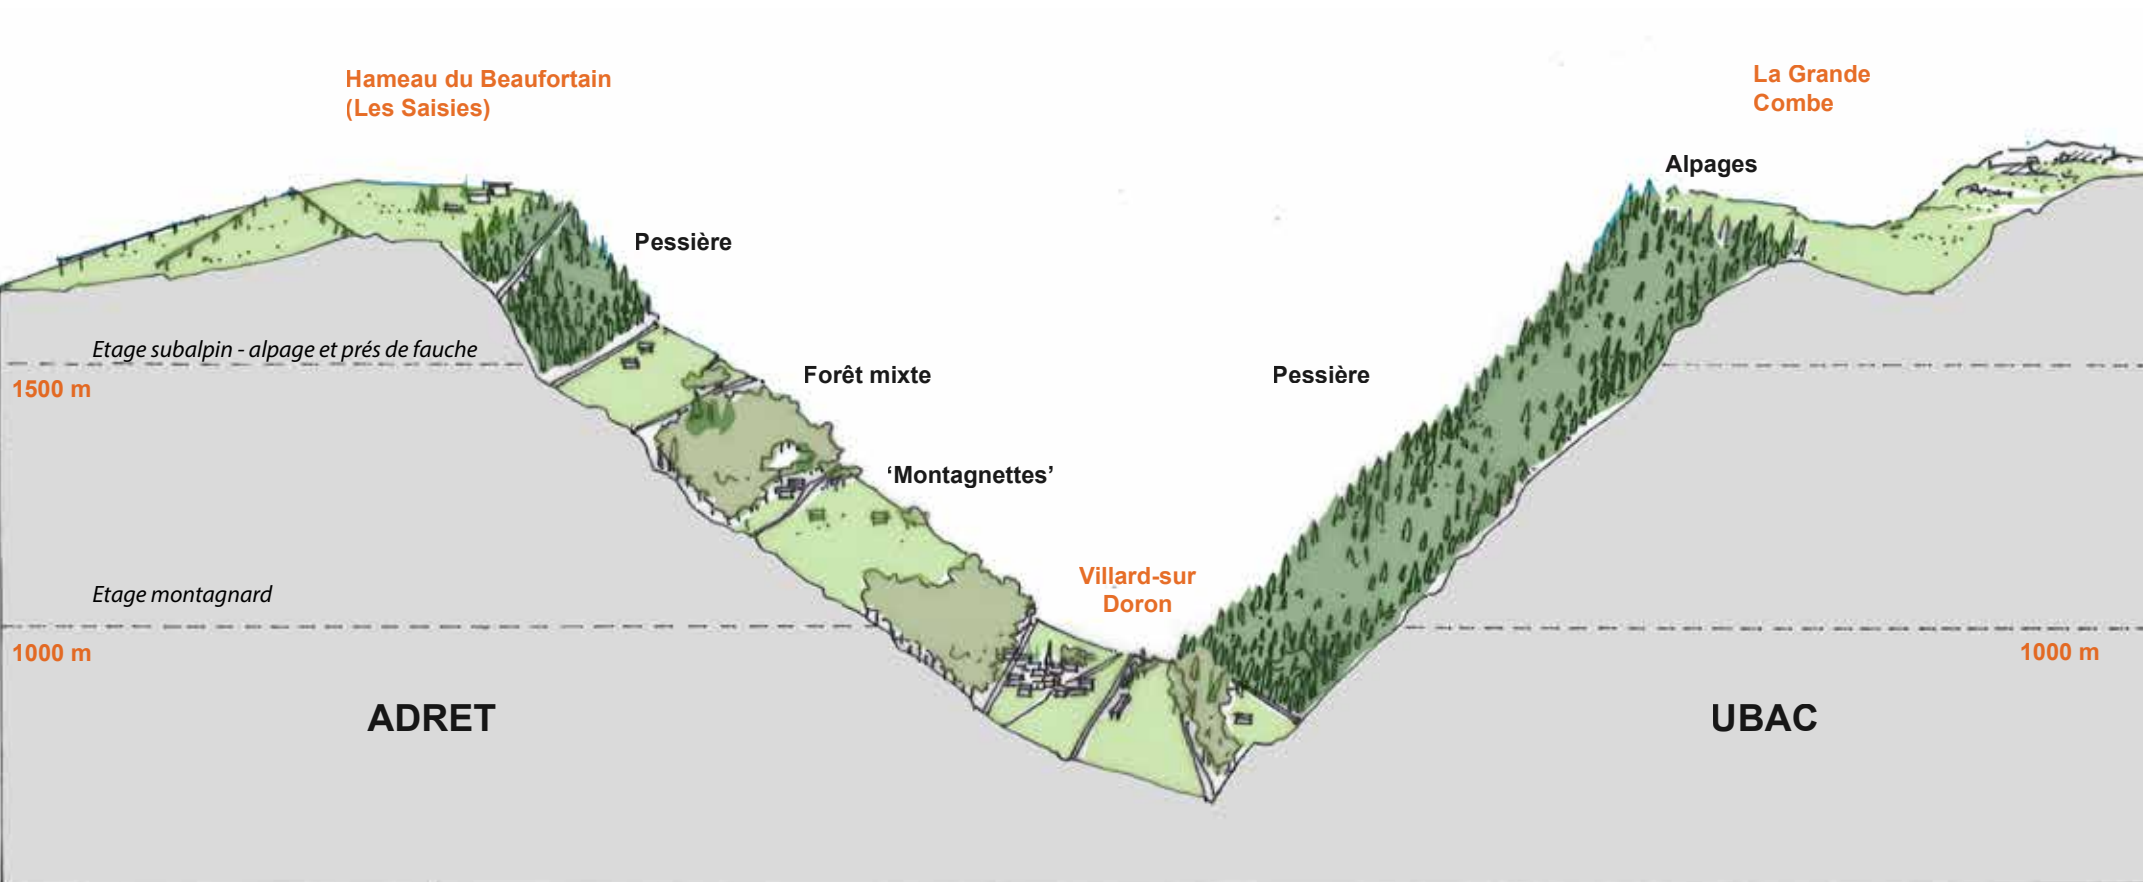 Hameau du Beaufortain
(Les Saisies)
La Grande
Combe
Alpages
Pessière
Etage subalpin - alpage et prés de fauche
1500 m
Forêt mixte
Pessière
‘Montagnettes’
Villard-sur
Doron
Etage montagnard
1000 m
1000 m
ADRET
UBAC